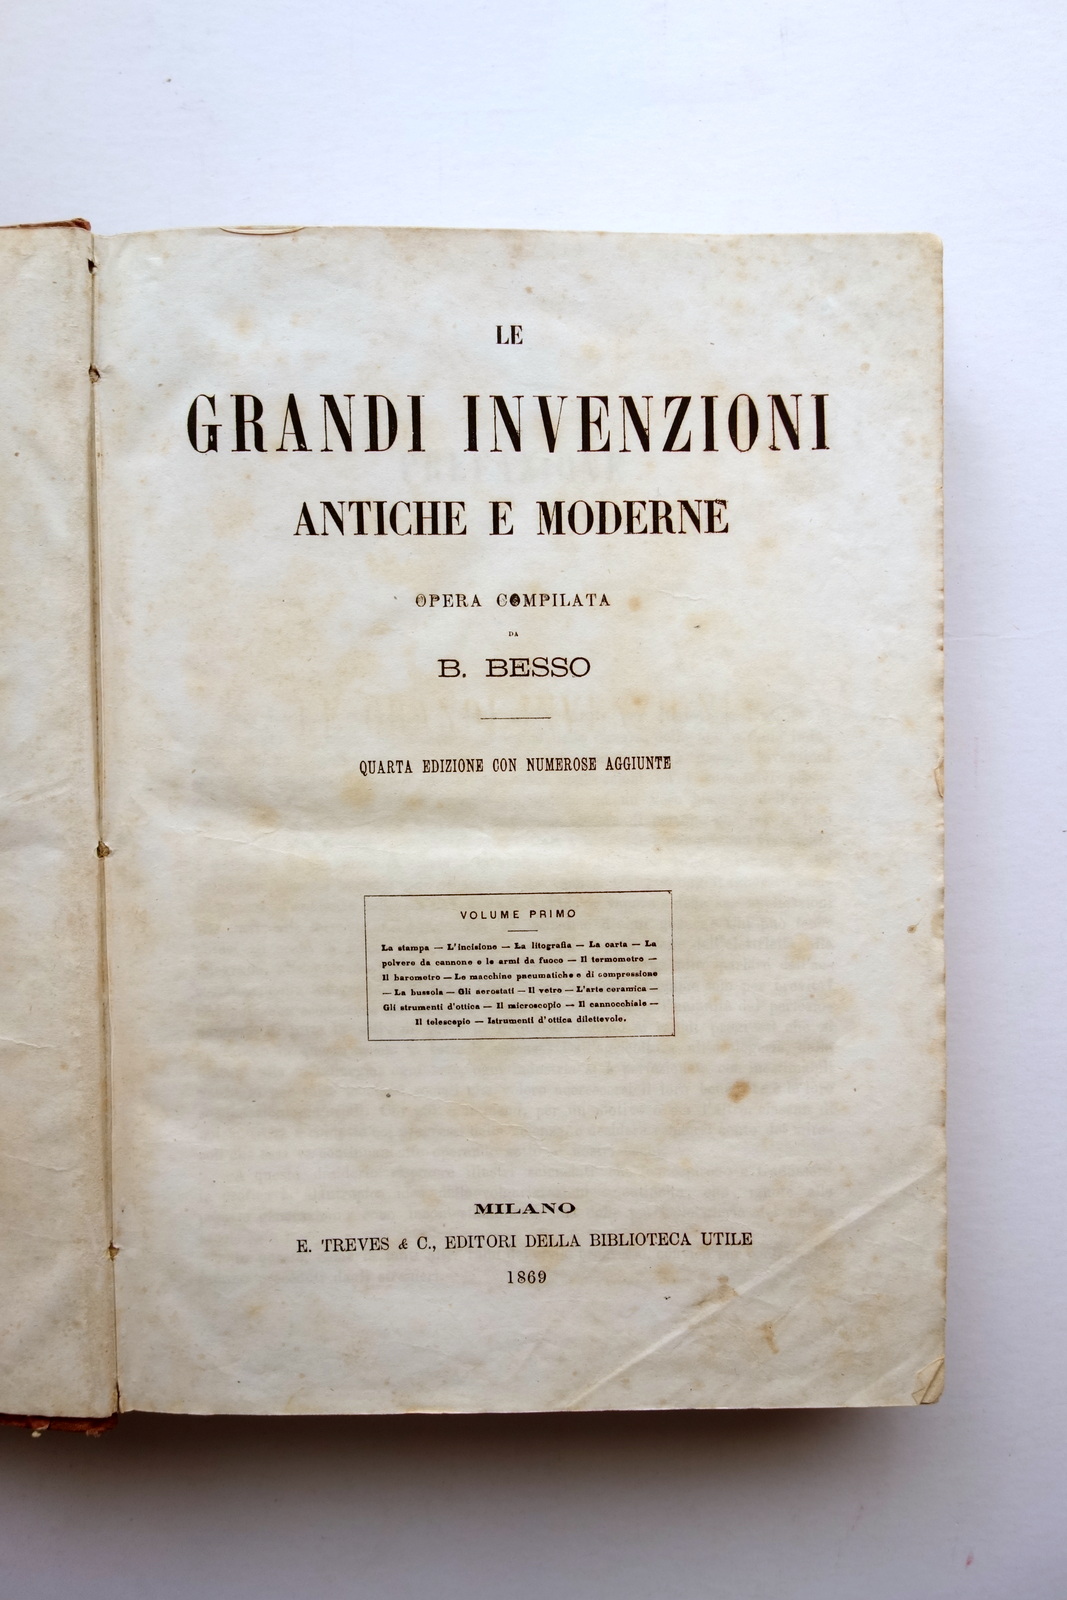 LE
GRANDI INVENZIONI
ANTICHE E MODERNE
OPERA COMPILATA
DA
B. BESSO
QUARTA EDIZIONE CON NUMEROSE AGGIUNTE
VOLUME PRIMO
La stampa — L'incisione — La litografia — La carta — La
polvere da cannone e le armi da fuoco — Il termometro —
Il barometro — Le macchine pneumatiche e di compressione
— La bussola — Gli aerostati — Il vetro — L'arte ceramica —
Gli strumenti d'ottica — Il microscopio — Il cannocchiale —
Il telescopio — Istrumenti d'ottica dilettevole.
MILANO
E. TREVES & C., EDITORI DELLA BIBLIOTECA UTILE
1869